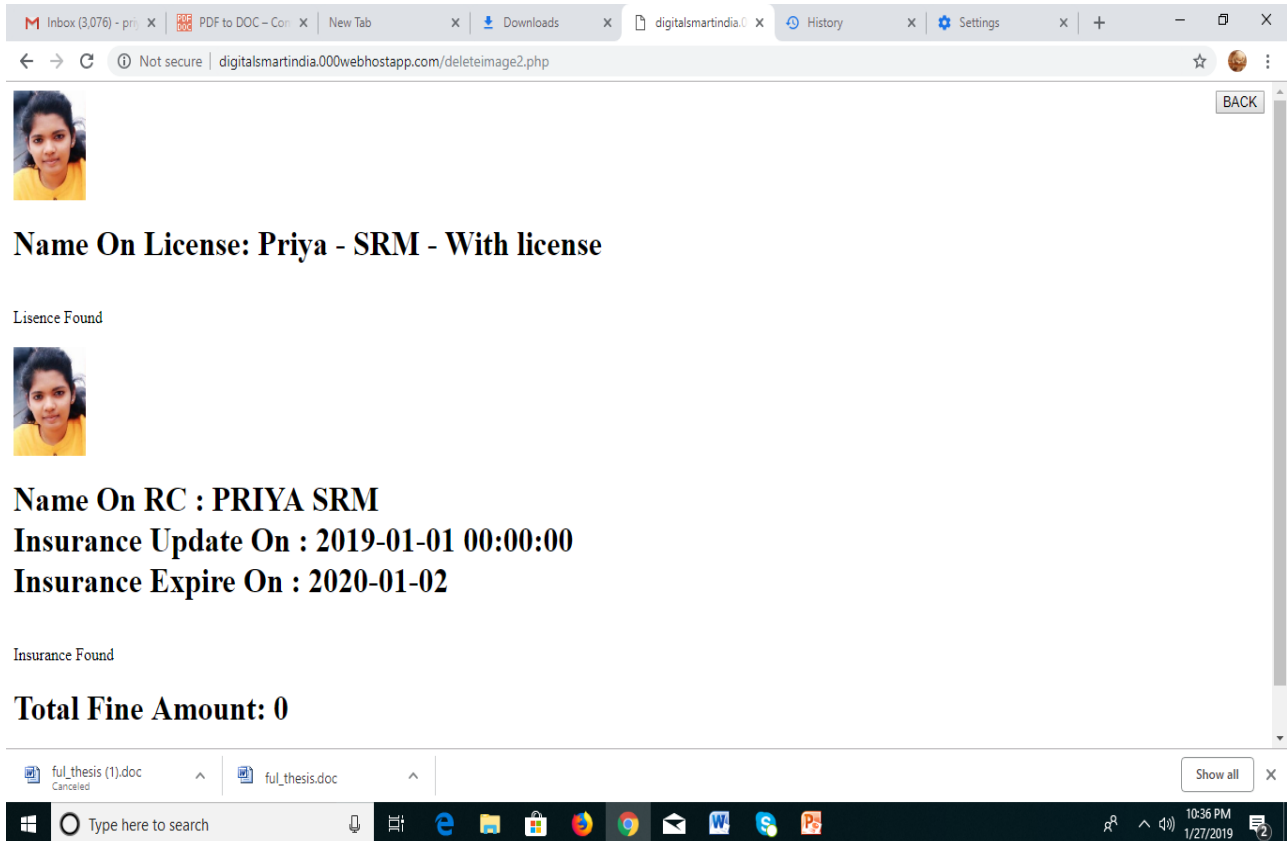 Inbox (3,076) - pri
PDF to DOC – Con
New Tab
Downloads
digitalsmartindia.0
History
Settings
Not secure | digitalsmartindia.000webhostapp.com/deleteimage2.php
BACK
Name On License: Priya - SRM - With license
Lisence Found
Name On RC : PRIYA SRM
Insurance Update On : 2019-01-01 00:00:00
Insurance Expire On : 2020-01-02
Insurance Found
Total Fine Amount: 0
ful_thesis (1).doc
Canceled
ful_thesis.doc
Show all
Type here to search
10:36 PM
1/27/2019
2